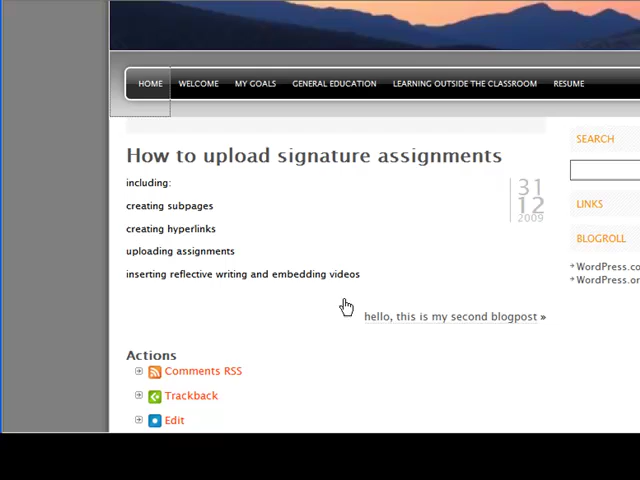 HOME WELCOME MY GOALS GENERAL EDUCATION LEARNING OUTSIDE THE CLASSROOM RESUME
How to upload signature assignments
including:
creating subpages
creating hyperlinks
uploading assignments
inserting reflective writing and embedding videos
31
12
2009
hello, this is my second blogpost »
Actions
Comments RSS
Trackback
Edit
SEARCH
LINKS
BLOGROLL
WordPress.co
WordPress.or